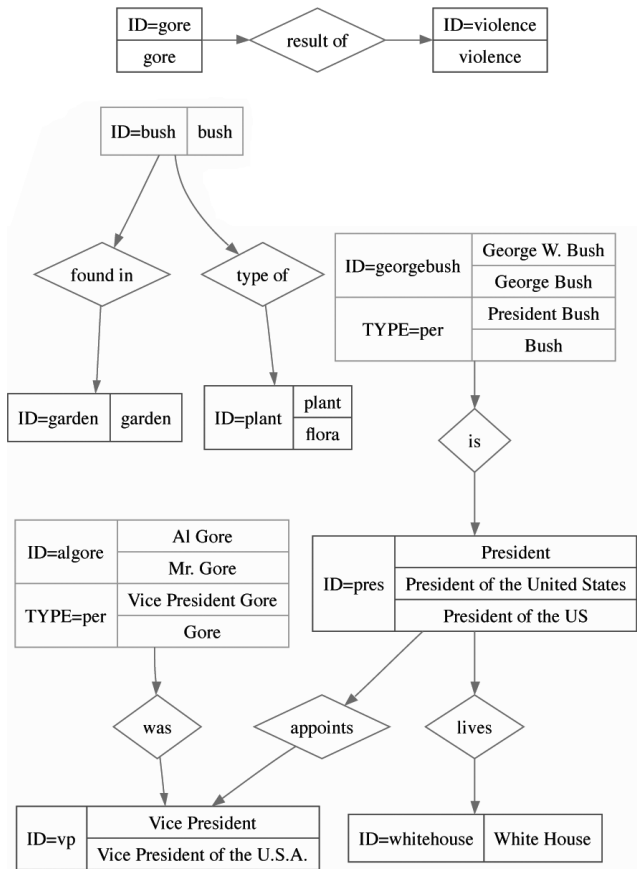 ID=gore
gore
result of
ID=violence
violence
ID=bush
bush
found in
type of
ID=garden
garden
ID=plant
plant
flora
ID=georgebush
TYPE=per
George W. Bush
George Bush
President Bush
Bush
is
ID=algore
TYPE=per
Al Gore
Mr. Gore
Vice President Gore
Gore
ID=pres
President
President of the United States
President of the US
was
appoints
lives
ID=vp
Vice President
Vice President of the U.S.A.
ID=whitehouse
White House